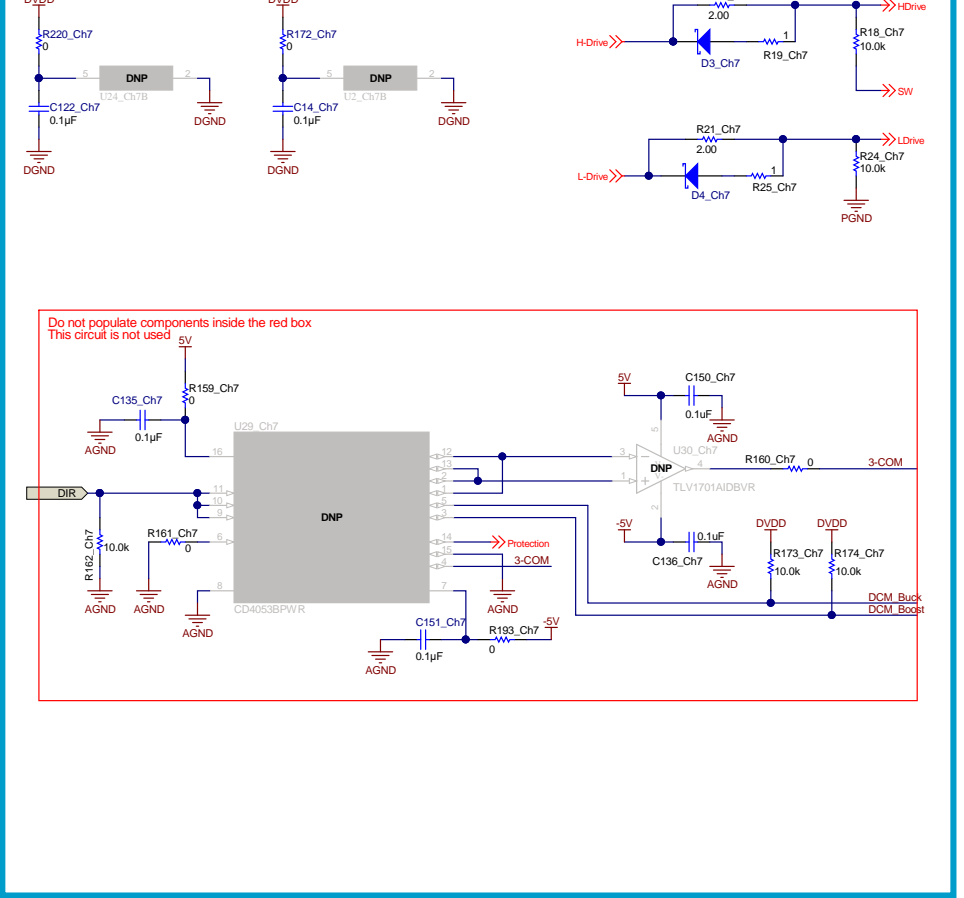 DVDD
DVDD
R220_Ch7
0
R172_Ch7
0
5
DNP
2
U24_Ch7B
5
DNP
2
U2_Ch7B
C122_Ch7
0.1µF
C14_Ch7
0.1µF
DGND
DGND
DGND
DGND
2.00
HDrive
H-Drive
D3_Ch7
1
R19_Ch7
R18_Ch7
10.0k
SW
R21_Ch7
2.00
LDrive
L-Drive
D4_Ch7
1
R25_Ch7
R24_Ch7
10.0k
PGND
Do not populate components inside the red box
This circuit is not used
5V
R159_Ch7
0
C135_Ch7
0.1µF
AGND
U29_Ch7
16
11
10
9
6
8
DNP
12
13
2
1
5
3
14
15
4
7
CD4053BPWR
DIR
R162_Ch7
10.0k
AGND
R161_Ch7
0
AGND
AGND
Protection
3-COM
AGND
C151_Ch7
0.1µF
AGND
R193_Ch7
0
-5V
5V
C150_Ch7
0.1uF
AGND
5
U30_Ch7
3
1
DNP
4
TLV1701AIDBVR
2
R160_Ch7
0
3-COM
-5V
0.1uF
C136_Ch7
AGND
DVDD
DVDD
R173_Ch7
10.0k
R174_Ch7
10.0k
DCM_Buck
DCM_Boost